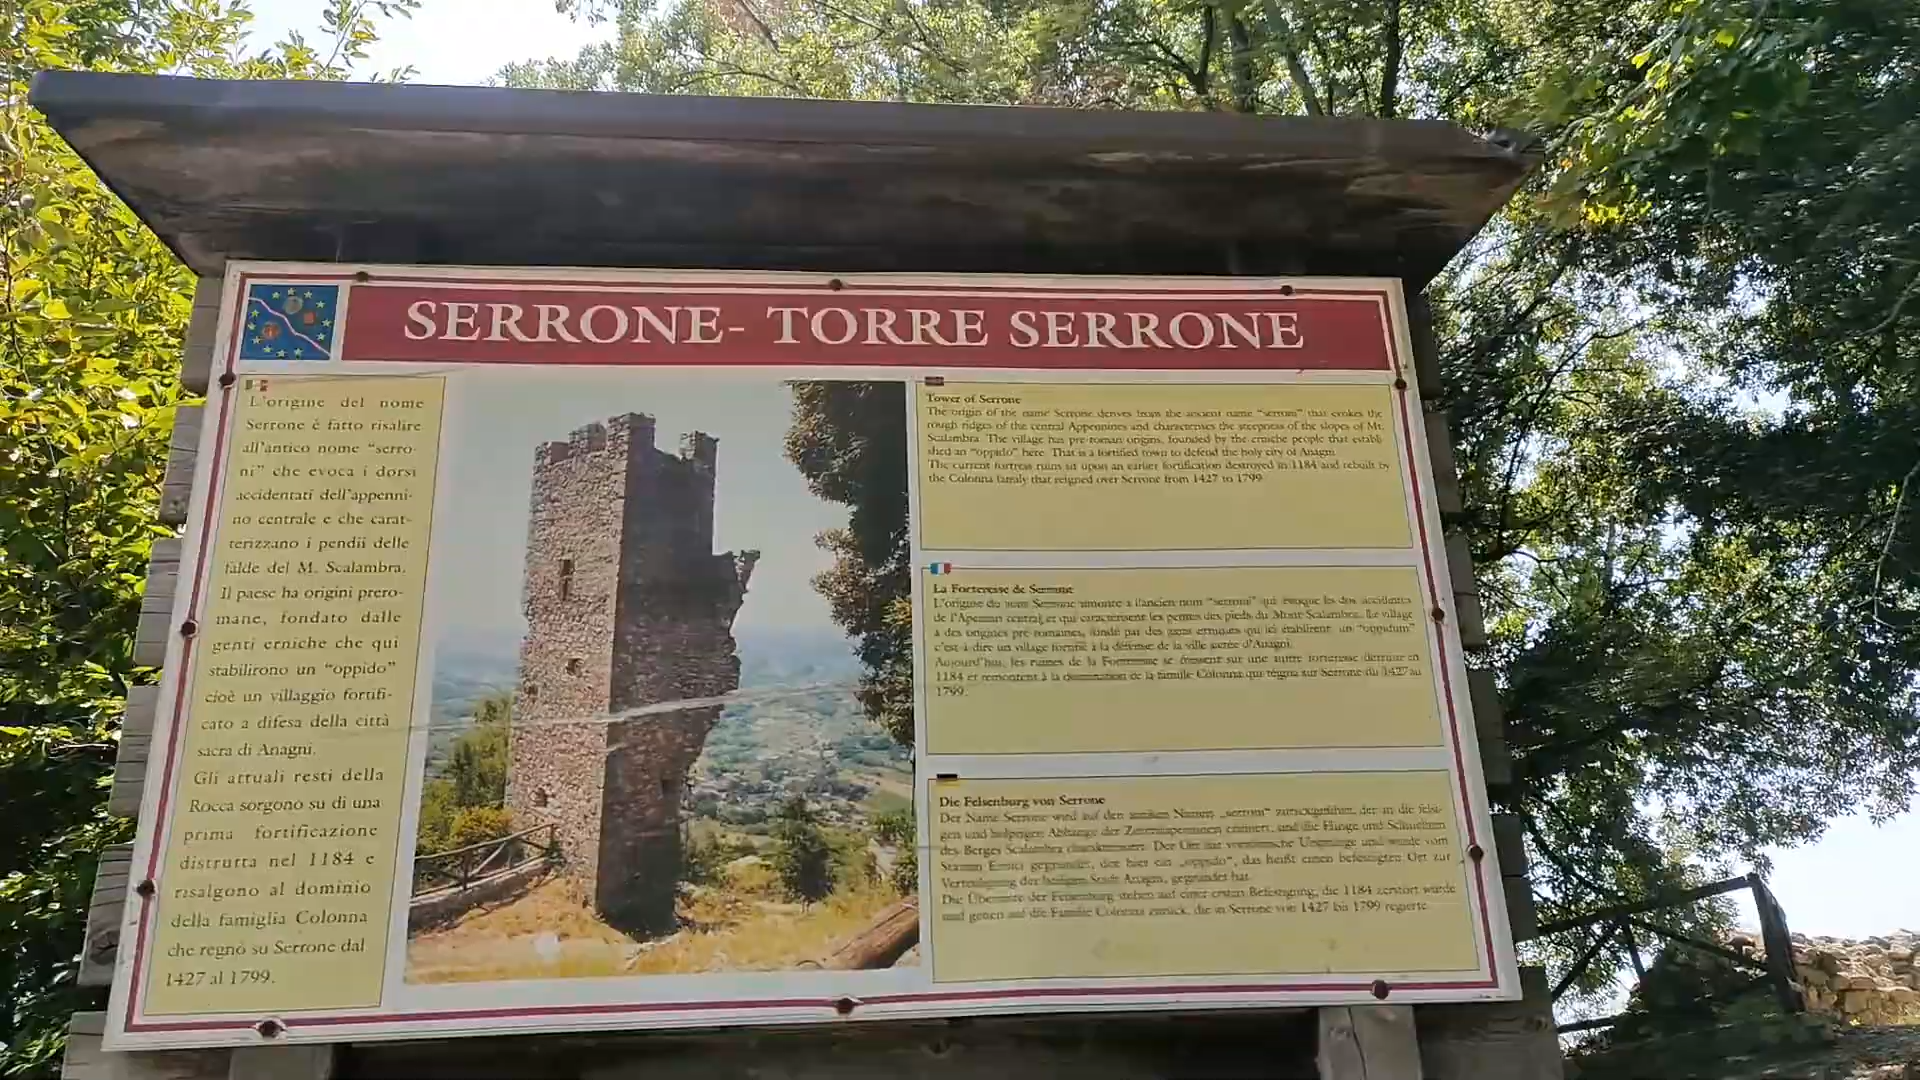 SERRONE- TORRE SERRONE
L'origine del nome
Serrone è fatto risalire
all'antico nome “serro-
ni” che evoca i dorsi
accidentati dell'appenni-
no centrale e che carat-
terizzano i pendii delle
falde del M. Scalambra.
Il paese ha origini prero-
mane, fondato dalle
genti erniche che qui
stabilirono un “oppido”
cioè un villaggio fortifi-
cato a difesa della città
sacra di Anagni.
Gli attuali resti della
Rocca sorgono su di una
prima fortificazione
distrutta nel 1184 e
risalgono al dominio
della famiglia Colonna
che regnò su Serrone dal
1427 al 1799.
Tower of Serrone
The origin of the name Serrone derives from the ancient name “serroni” that evokes the
rough ridges of the central Appennines and characterises the steepness of the slopes of Mt.
Scalambra. The village has pre-roman origins, founded by the erniche people that establi-
shed an “oppido” here. That is a fortified town to defend the holy city of Anagni
The current fortress ruins sit upon an earlier fortification destroyed in 1184 and rebuilt by
the Colonna family that reigned over Serrone from 1427 to 1799.
La Forteresse de Serrone
L'origine du nom Serrone remonte à l'ancien nom “serroni” qui évoque les dos accidentés
de l'Apennin central et qui caractérisent les pentes des pieds du Mont Scalambra. Le village
à des origines pré-romaines, fondé par des gens erniques qui ici établirent un “oppidum”
c'est-à-dire un village fortifié à la défense de la ville sacrée d'Anagni.
Aujourd'hui, les ruines de la Forteresse se dressent sur une autre forteresse détruite en
1184 et remontent à la domination de la famille Colonna qui régna sur Serrone du 1427 au
1799.
Die Felsenburg von Serrone
Der Name Serrone wird auf den antiken Namen „serroni“ zurückgeführt, der an die felsi-
gen und holprigen Abhänge der Zentralapenninen erinnert, und die Hänge und Schluchten
des Berges Scalambra charakterisiert. Der Ort hat vorrömische Ursprünge und wurde vom
Stamm Ernici gegründet, der hier ein „oppido“, das heißt einen befestigten Ort zur
Verteidigung der heiligen Stadt Anagni, gegründet hat.
Die Überreste der Felsenburg stehen auf einer ersten Befestigung, die 1184 zerstört wurde
und gehen auf die Familie Colonna zurück, die in Serrone von 1427 bis 1799 regierte.